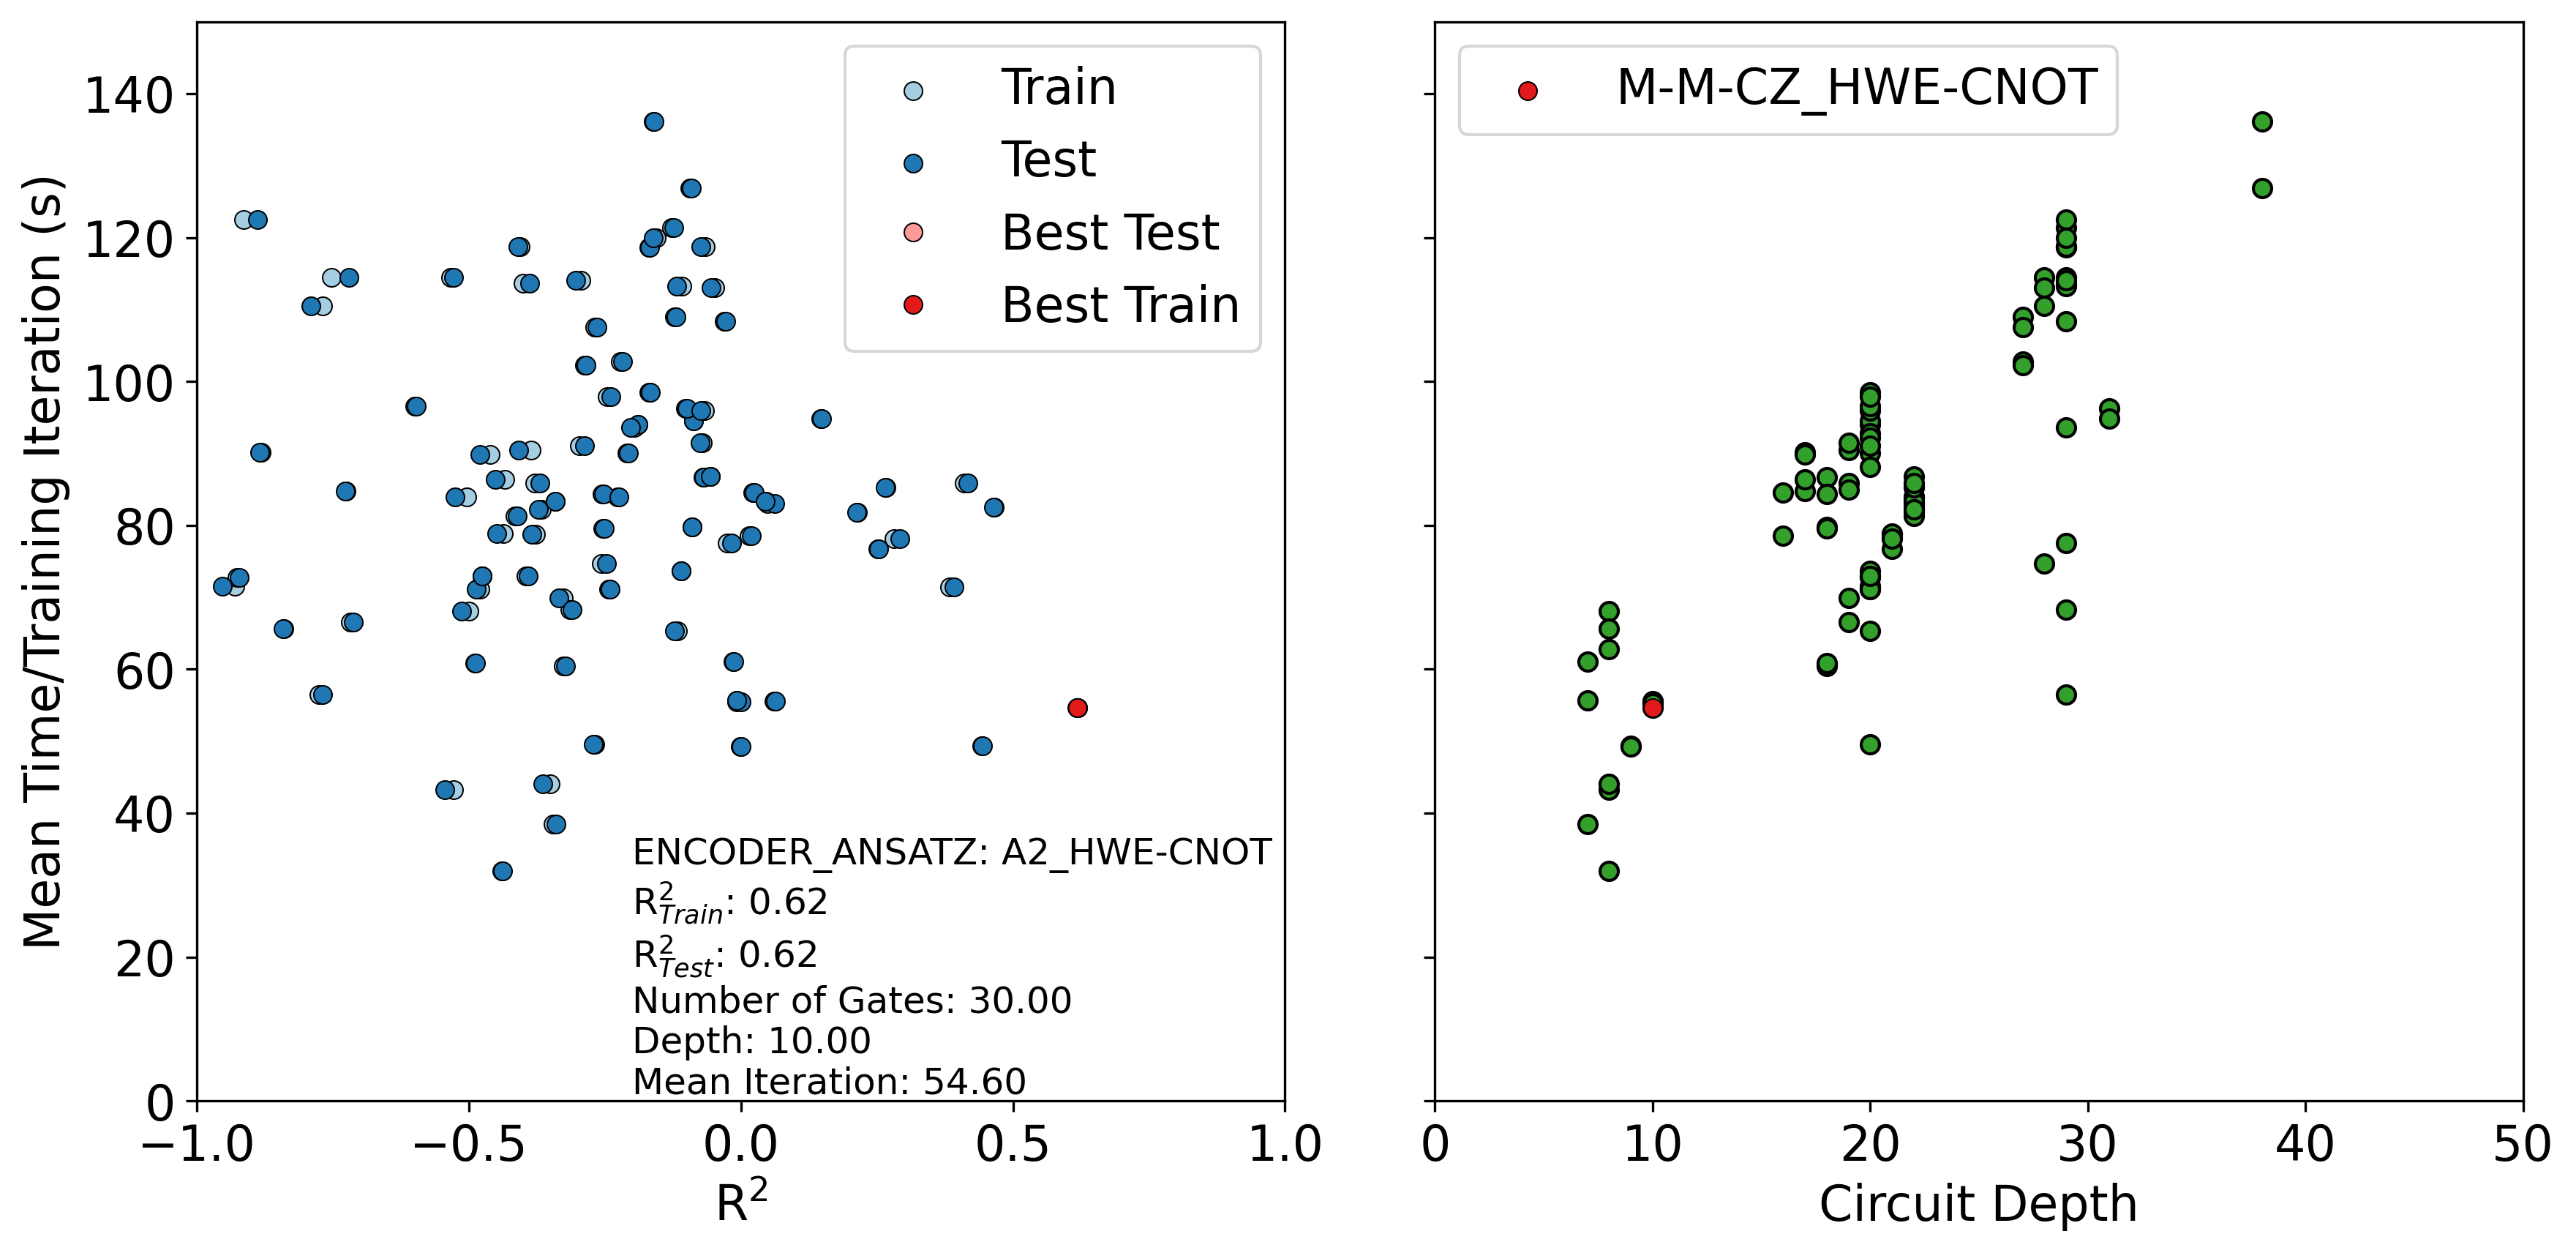 Mean Time/Training Iteration (s)
140
120
100
80
60
40
20
0
Train
Test
Best Test
Best Train
ENCODER_ANSATZ: A2_HWE-CNOT
R²Train: 0.62
R²Test: 0.62
Number of Gates: 30.00
Depth: 10.00
Mean Iteration: 54.60
−1.0 −0.5 0.0 0.5 1.0
R²
M-M-CZ_HWE-CNOT
0 10 20 30 40 50
Circuit Depth